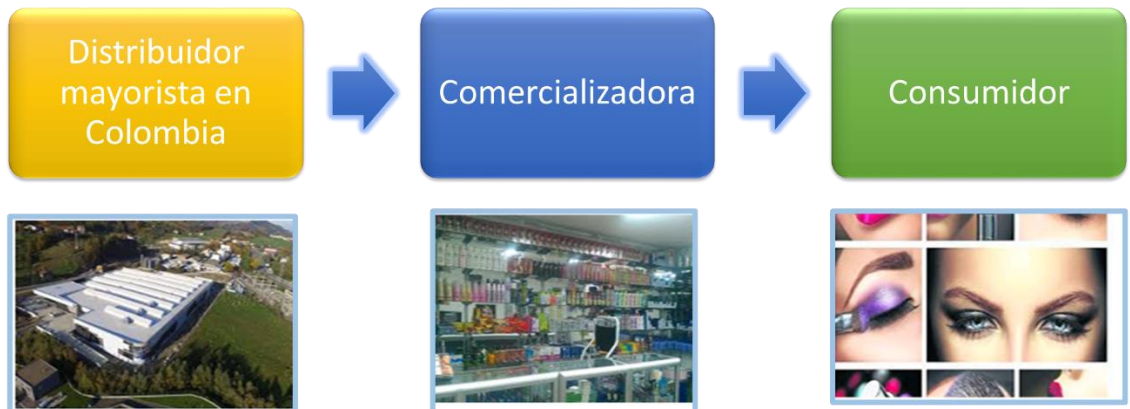 Distribuidor
mayorista en
Colombia
Comercializadora
Consumidor